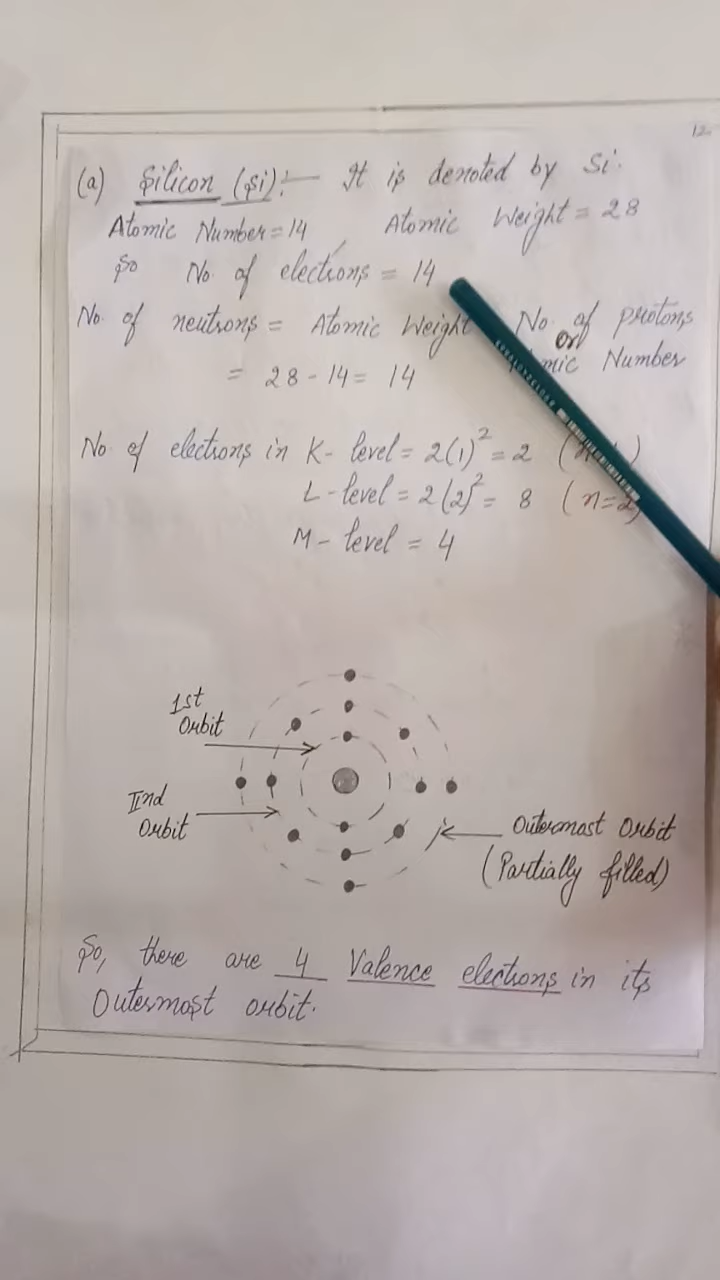 12.
(a) Silicon (Si):— It is denoted by Si.
Atomic Number = 14 Atomic Weight = 28
So No. of electrons = 14
No. of neutrons = Atomic Weight No. of protons
or
= 28 - 14 = 14 Number
No. of electrons in K- level = 2(1)² = 2
L-level = 2(2)² = 8 (n=2)
M- level = 4
1st
Orbit
IInd
Orbit
Outermost Orbit
(Partially filled)
So, there are 4 Valence electrons in its
Outermost orbit.